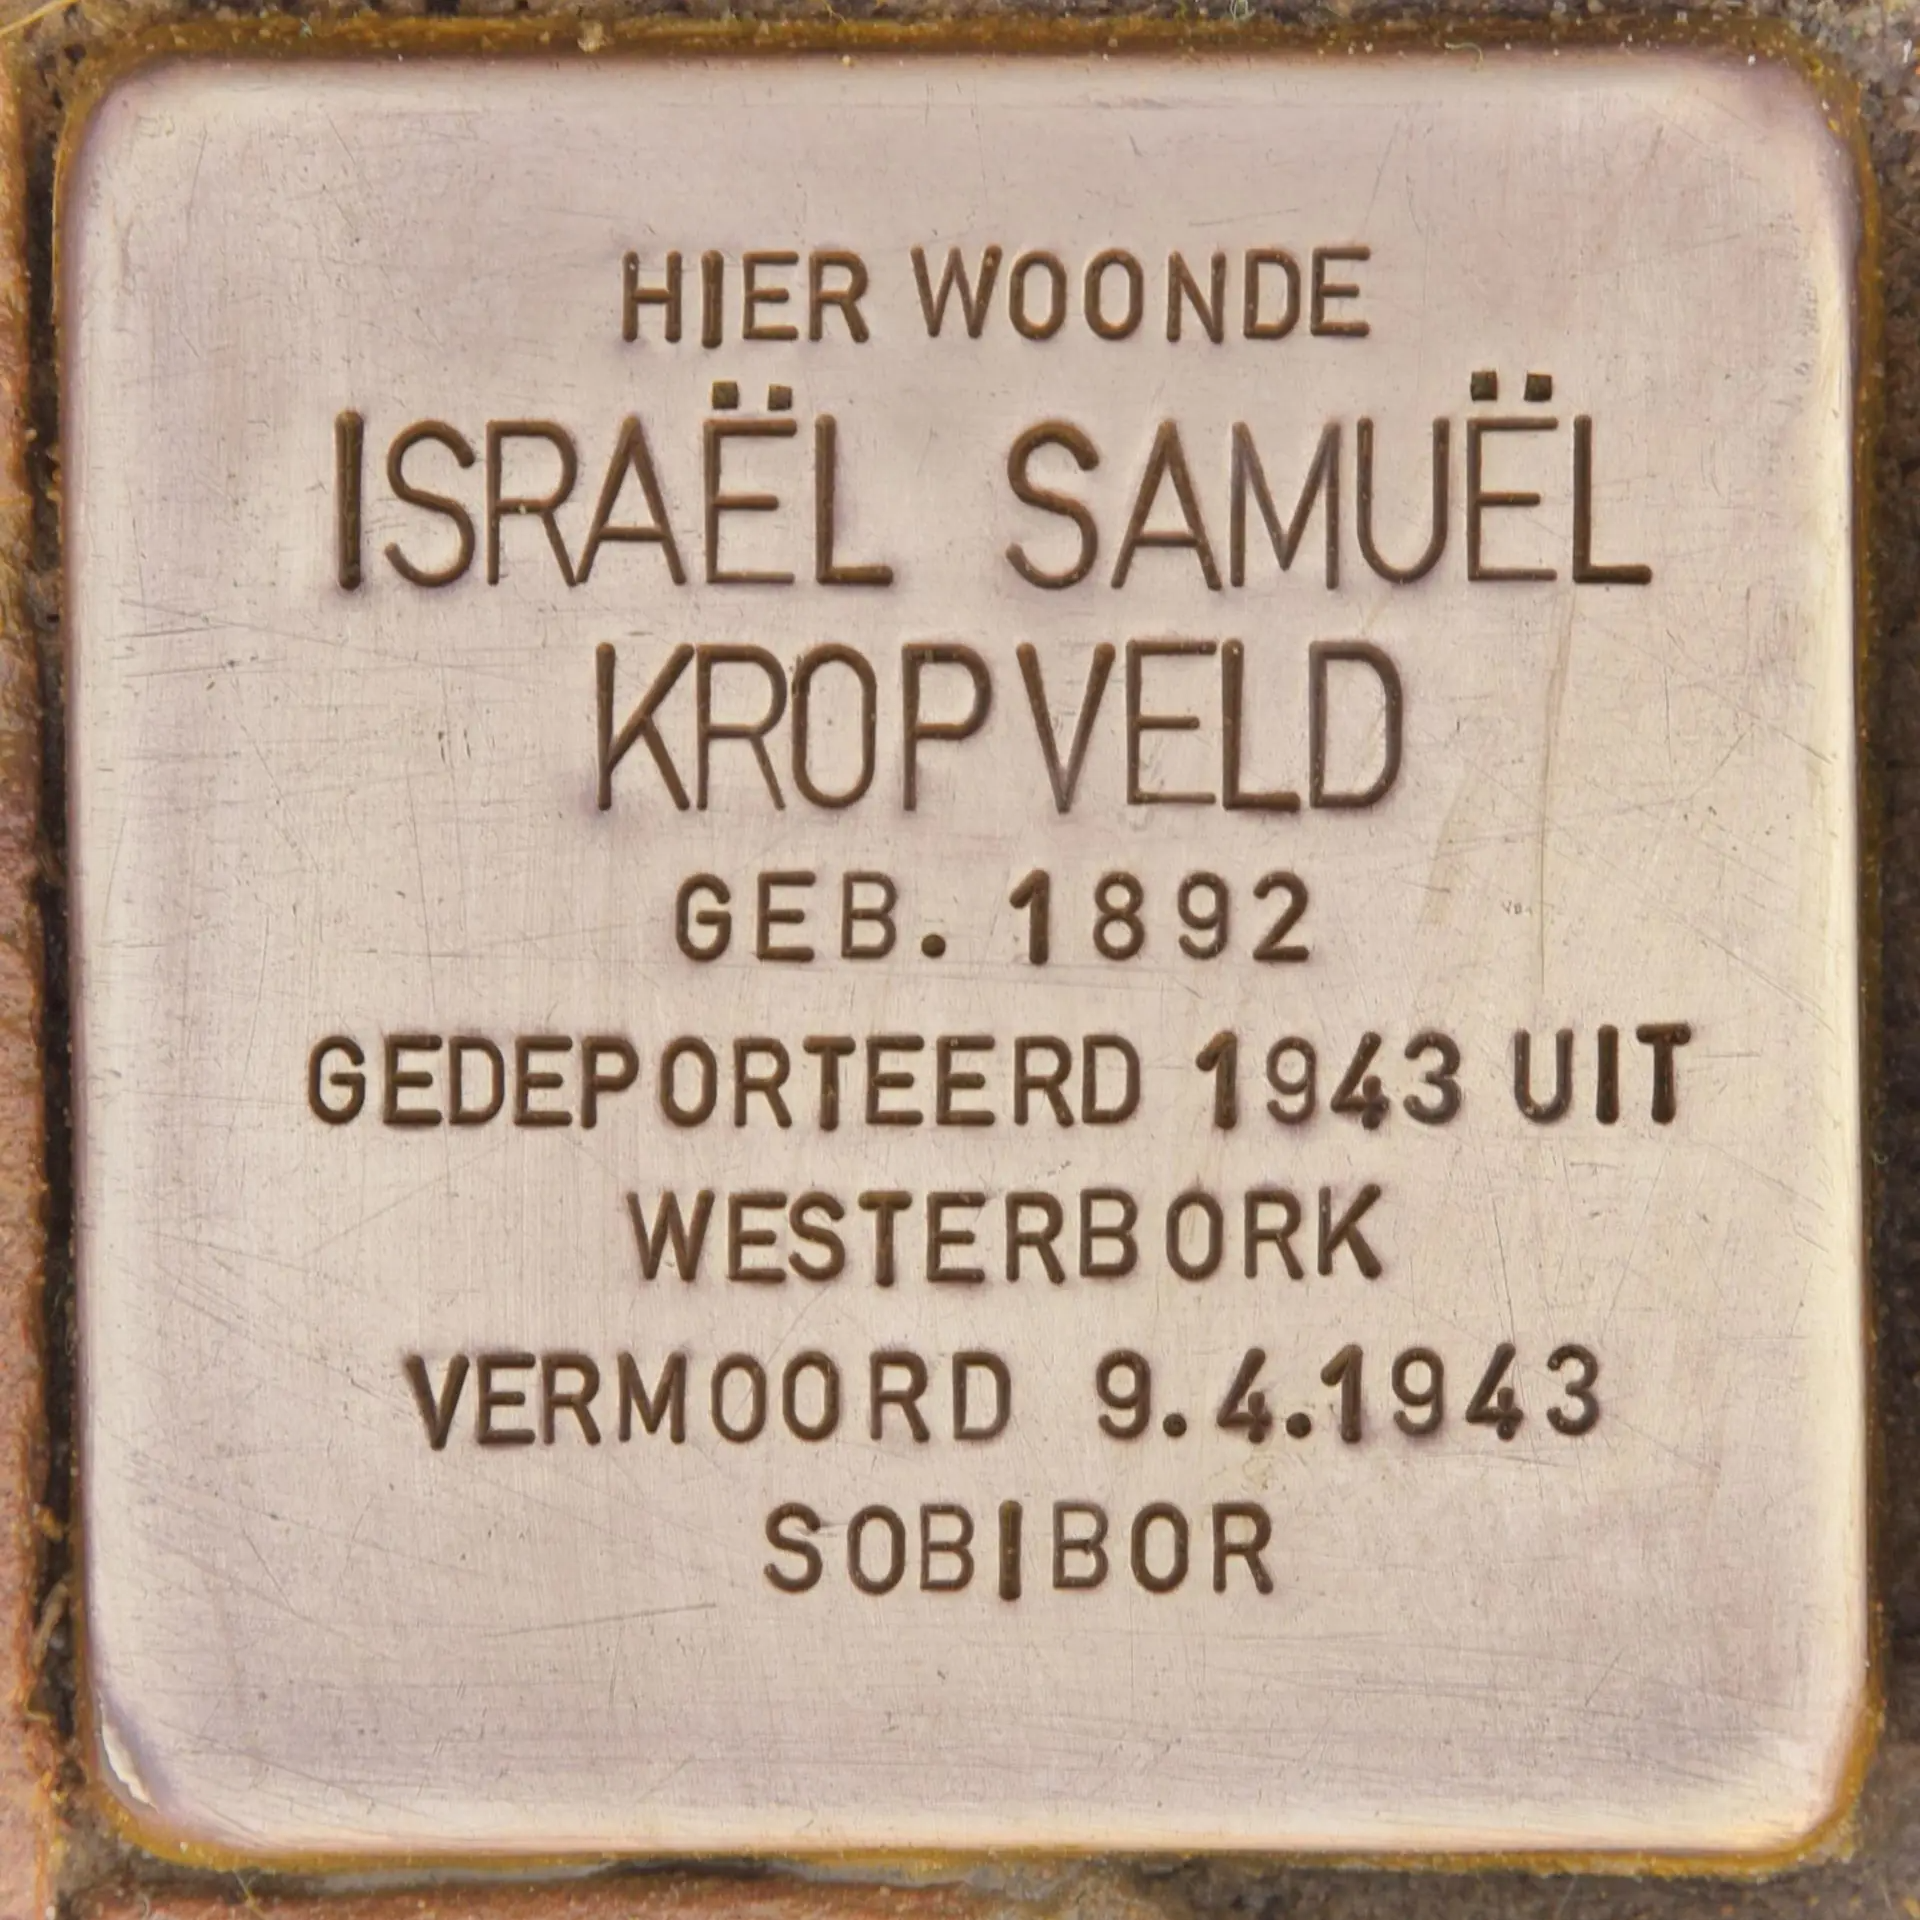 HIER WOONDE
ISRAËL SAMUËL
KROPVELD
GEB. 1892
GEDEPORTEERD 1943 UIT
WESTERBORK
VERMOORD 9.4.1943
SOBIBOR